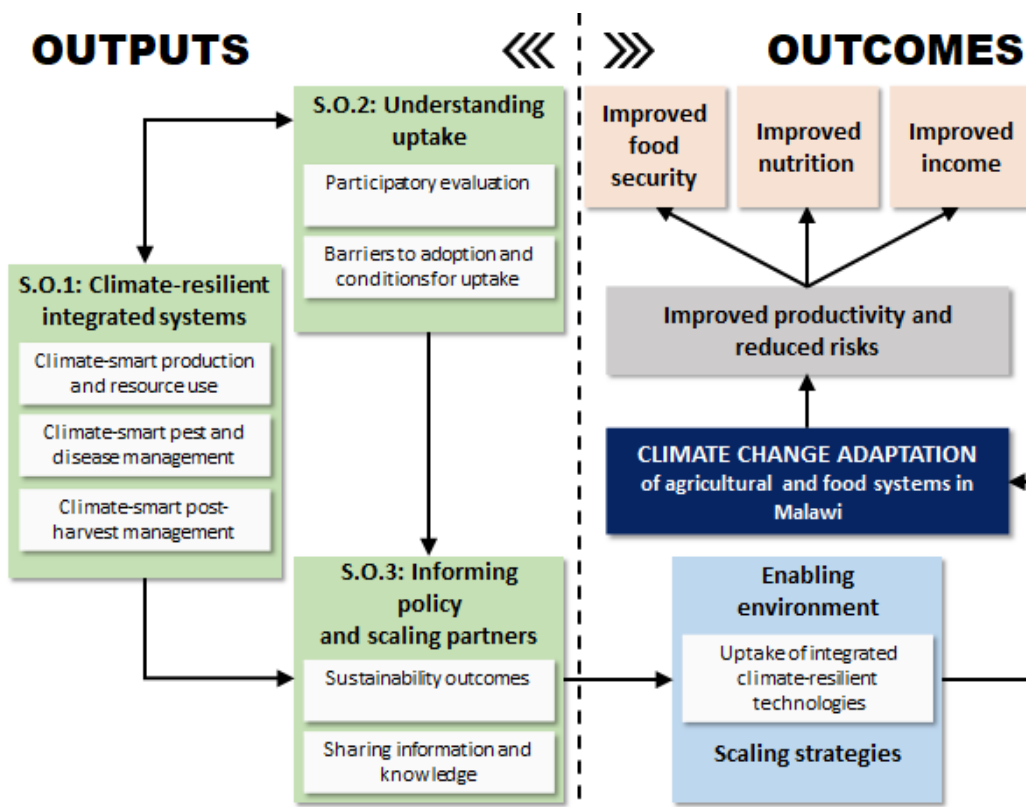 OUTPUTS
OUTCOMES
S.O.2: Understanding
uptake
Participatory evaluation
Barriers to adoption and
conditions for uptake
S.O.1: Climate-resilient
integrated systems
Climate-smart production
and resource use
Climate-smart pest and
disease management
Climate-smart post-
harvest management
S.O.3: Informing
policy
and scaling partners
Sustainability outcomes
Sharing information and
knowledge
Improved
food
security
Improved
nutrition
Improved
income
Improved productivity and
reduced risks
CLIMATE CHANGE ADAPTATION
of agricultural and food systems in
Malawi
Enabling
environment
Uptake of integrated
climate-resilient
technologies
Scaling strategies